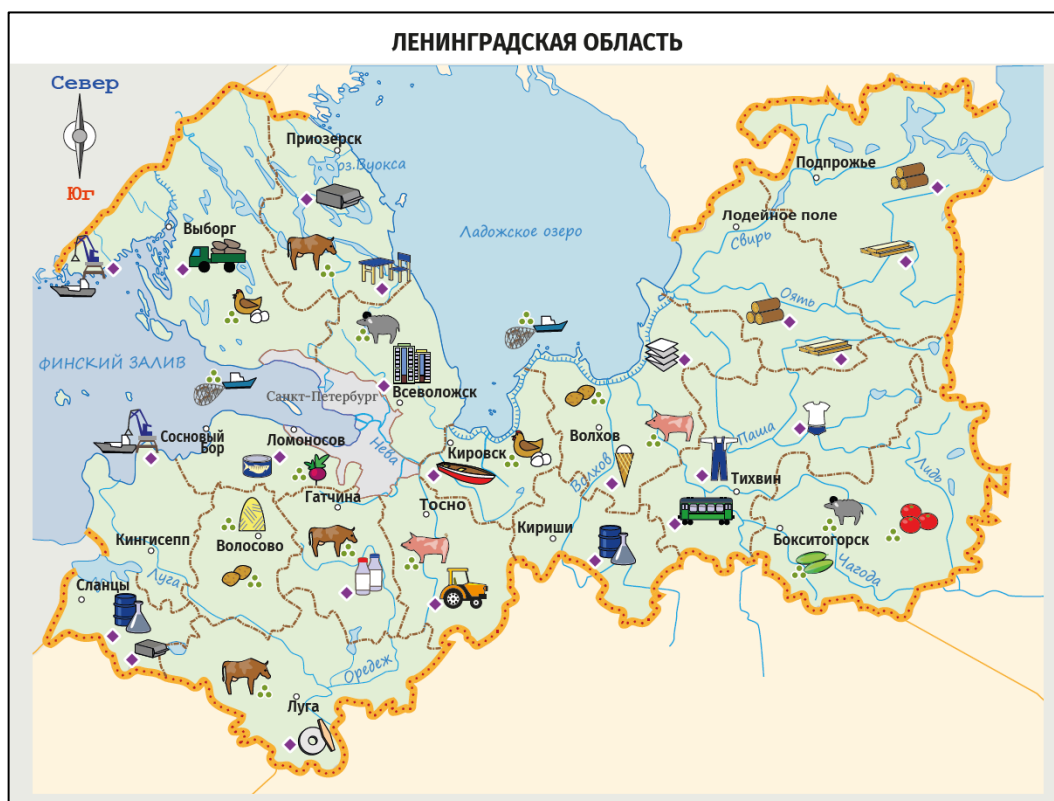 ЛЕНИНГРАДСКАЯ ОБЛАСТЬ
Север
Юг
Приозерск
оз.Вуокса
Подпрожье
Выборг
Ладожское озеро
Лодейное поле
Свирь
Оять
ФИНСКИЙ ЗАЛИВ
Санкт-Петербург
Всеволожск
Сосновый
Бор
Ломоносов
Нева
Кировск
Волхов
Паша
Волхов
Тихвин
Лидь
Гатчина
Тосно
Кингисепп
Волосово
Кириши
Бокситогорск
Чагода
Сланцы
Луга
Оредеж
Луга